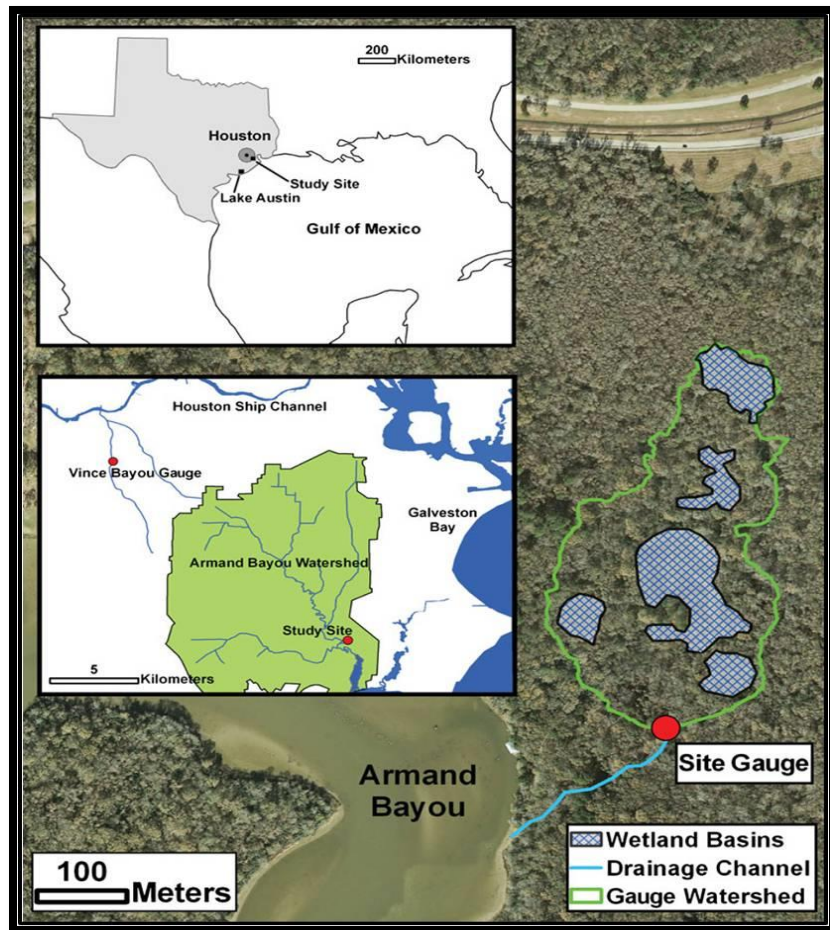 200
Kilometers
Houston
Study Site
Lake Austin
Gulf of Mexico
Houston Ship Channel
Vince Bayou Gauge
Galveston
Bay
Armand Bayou Watershed
Study Site
5
Kilometers
Armand
Bayou
Site Gauge
Wetland Basins
Drainage Channel
Gauge Watershed
100
Meters